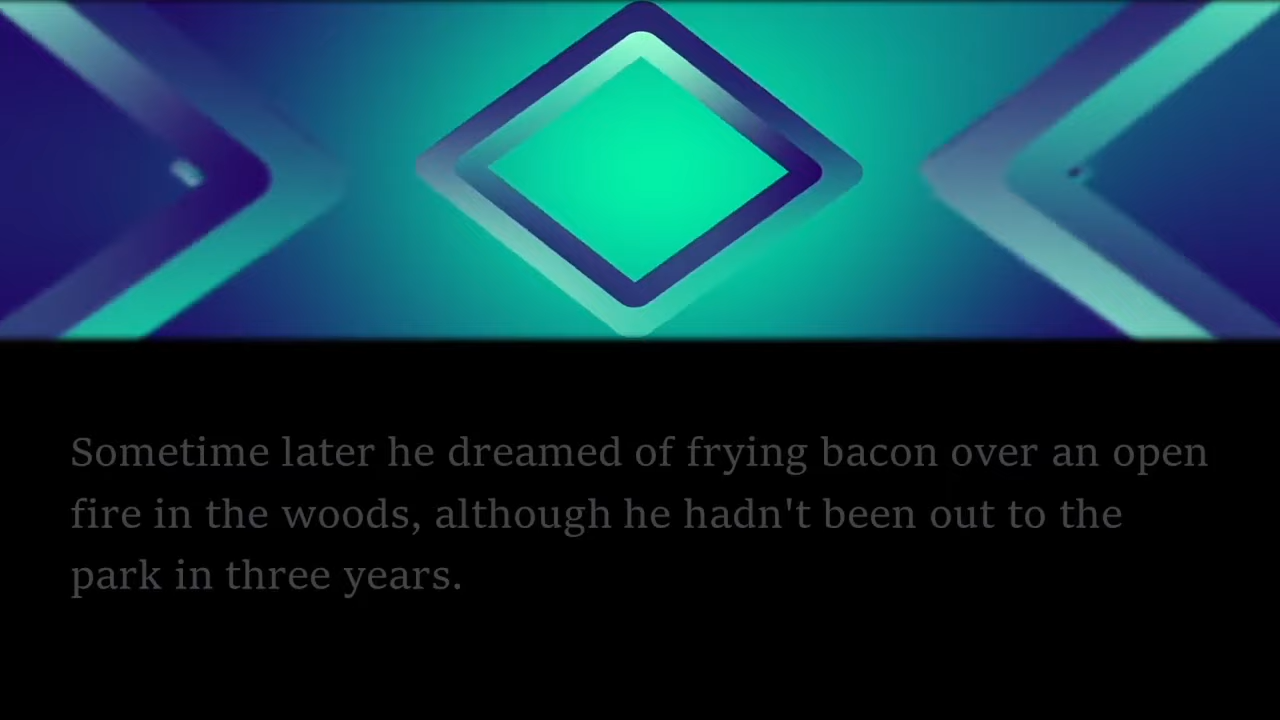 Sometime later he dreamed of frying bacon over an open
fire in the woods, although he hadn't been out to the
park in three years.